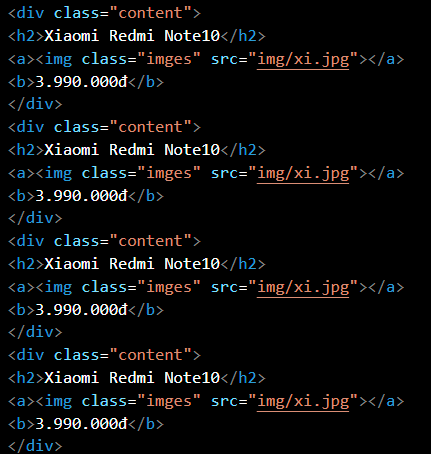 <div class="content">
<h2>Xiaomi Redmi Note10</h2>
<a><img class="imges" src="img/xi.jpg"></a>
<b>3.990.000đ</b>
</div>
<div class="content">
<h2>Xiaomi Redmi Note10</h2>
<a><img class="imges" src="img/xi.jpg"></a>
<b>3.990.000đ</b>
</div>
<div class="content">
<h2>Xiaomi Redmi Note10</h2>
<a><img class="imges" src="img/xi.jpg"></a>
<b>3.990.000đ</b>
</div>
<div class="content">
<h2>Xiaomi Redmi Note10</h2>
<a><img class="imges" src="img/xi.jpg"></a>
<b>3.990.000đ</b>
</div>